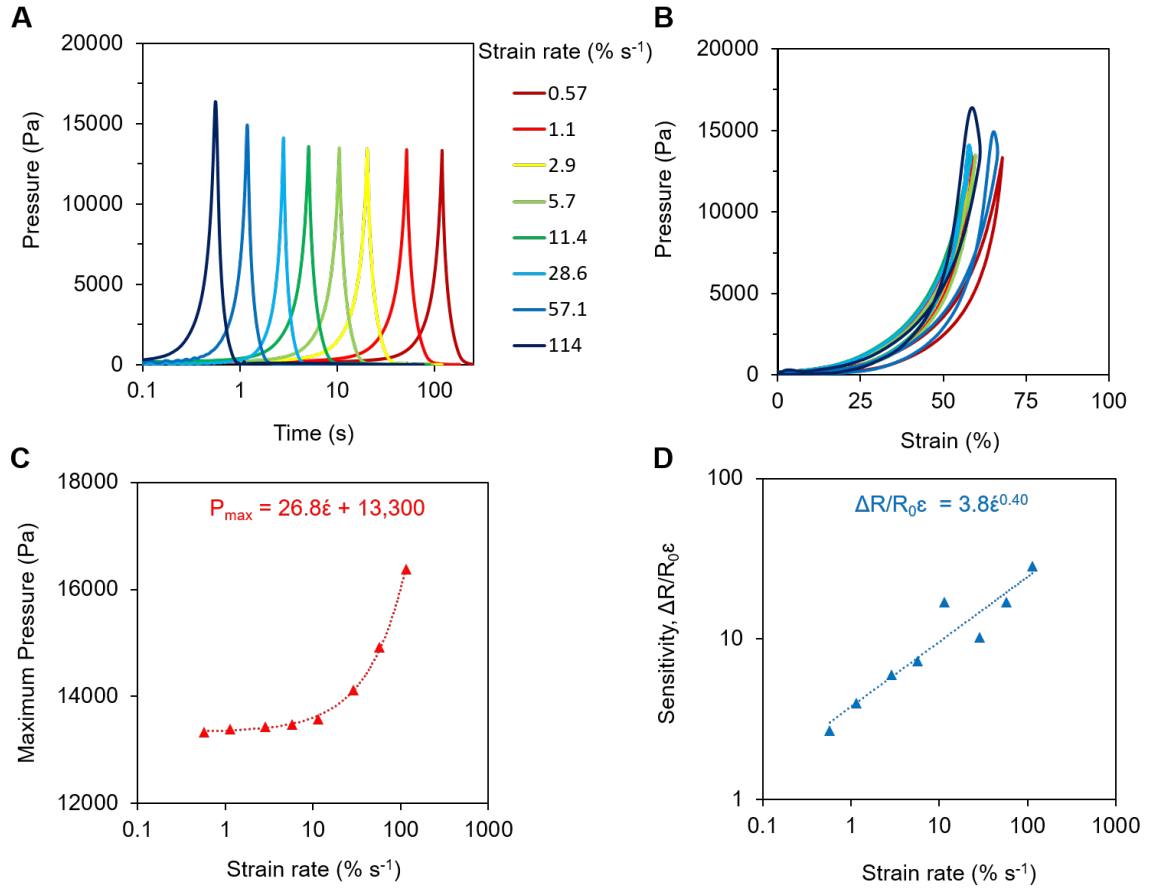 A
Pressure (Pa)
20000
15000
10000
5000
0
0.1
1
10
100
Time (s)
Strain rate (% s⁻¹)
0.57
1.1
2.9
5.7
11.4
28.6
57.1
114
B
Pressure (Pa)
20000
15000
10000
5000
0
0
25
50
75
100
Strain (%)
C
Maximum Pressure (Pa)
18000
16000
14000
12000
Pmax = 26.8έ + 13,300
0.1
1
10
100
1000
Strain rate (% s⁻¹)
D
Sensitivity, ΔR/R₀ε
100
10
1
ΔR/R₀ε = 3.8έ⁰·⁴⁰
0.1
1
10
100
1000
Strain rate (% s⁻¹)